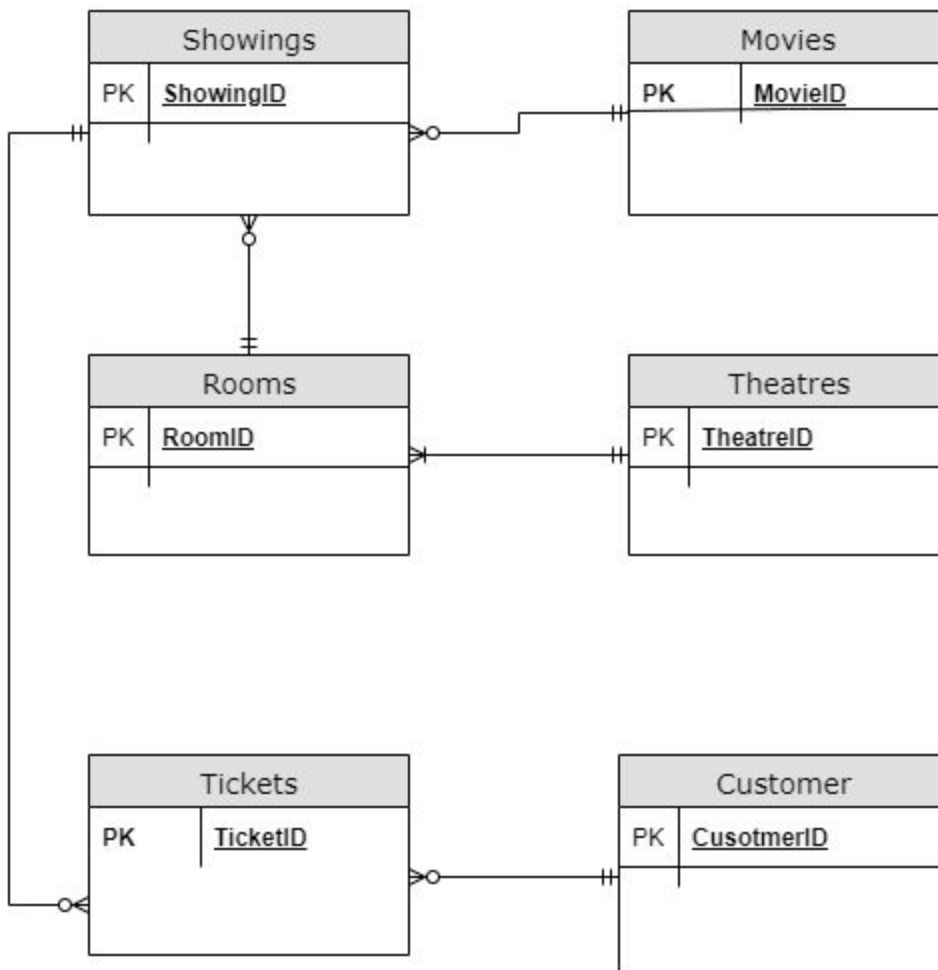 Showings
PK ShowingID
Movies
PK MovieID
Rooms
PK RoomID
Theatres
PK TheatreID
Tickets
PK TicketID
Customer
PK CusotmerID